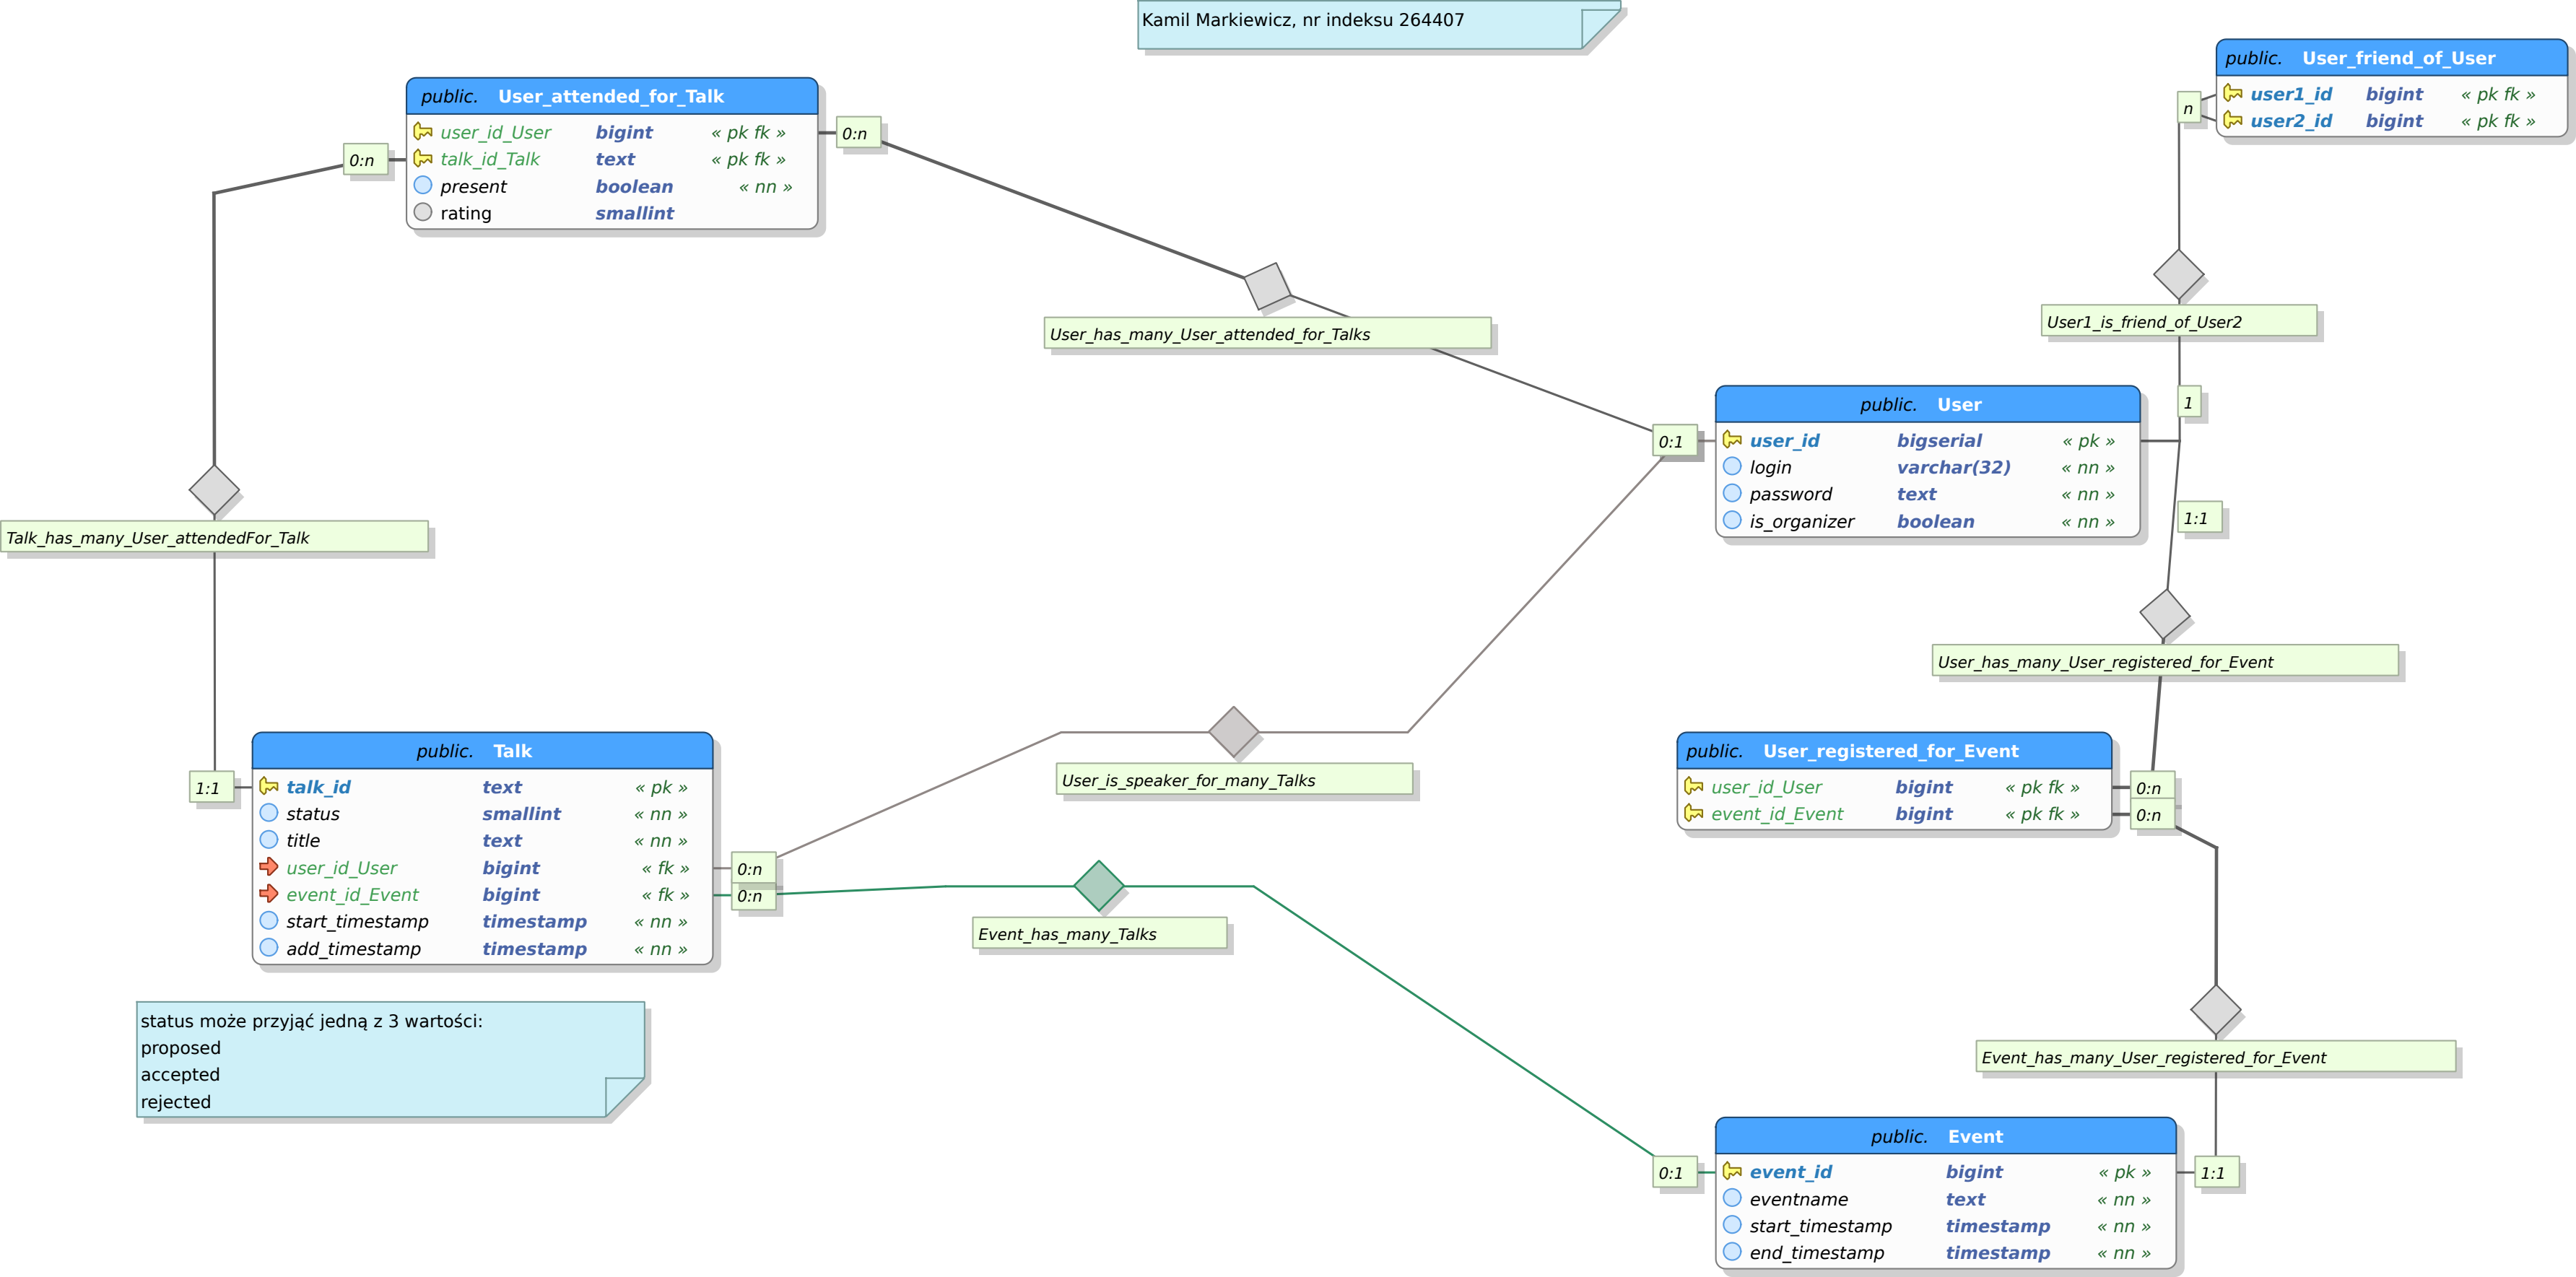 Kamil Markiewicz, nr indeksu 264407
public. User_friend_of_User
user1_id bigint « pk fk »
user2_id bigint « pk fk »
n
public. User_attended_for_Talk
user_id_User bigint « pk fk »
talk_id_Talk text « pk fk »
present boolean « nn »
rating smallint
0:n
0:n
User1_is_friend_of_User2
User_has_many_User_attended_for_Talks
1
public. User
user_id bigserial « pk »
login varchar(32) « nn »
password text « nn »
is_organizer boolean « nn »
0:1
1:1
Talk_has_many_User_attendedFor_Talk
User_has_many_User_registered_for_Event
public. Talk
talk_id text « pk »
status smallint « nn »
title text « nn »
user_id_User bigint « fk »
event_id_Event bigint « fk »
start_timestamp timestamp « nn »
add_timestamp timestamp « nn »
1:1
0:n
0:n
User_is_speaker_for_many_Talks
public. User_registered_for_Event
user_id_User bigint « pk fk »
event_id_Event bigint « pk fk »
0:n
0:n
Event_has_many_Talks
status może przyjąć jedną z 3 wartości:
proposed
accepted
rejected
Event_has_many_User_registered_for_Event
public. Event
event_id bigint « pk »
eventname text « nn »
start_timestamp timestamp « nn »
end_timestamp timestamp « nn »
0:1
1:1